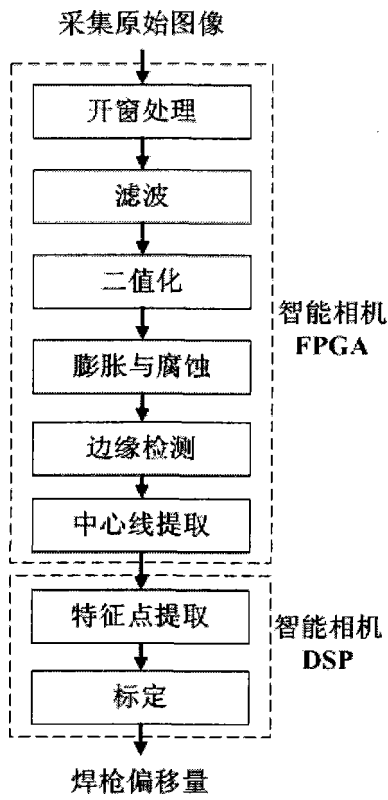 采集原始图像
开窗处理
滤波
二值化
膨胀与腐蚀
边缘检测
中心线提取
智能相机
FPGA
特征点提取
标定
智能相机
DSP
焊枪偏移量